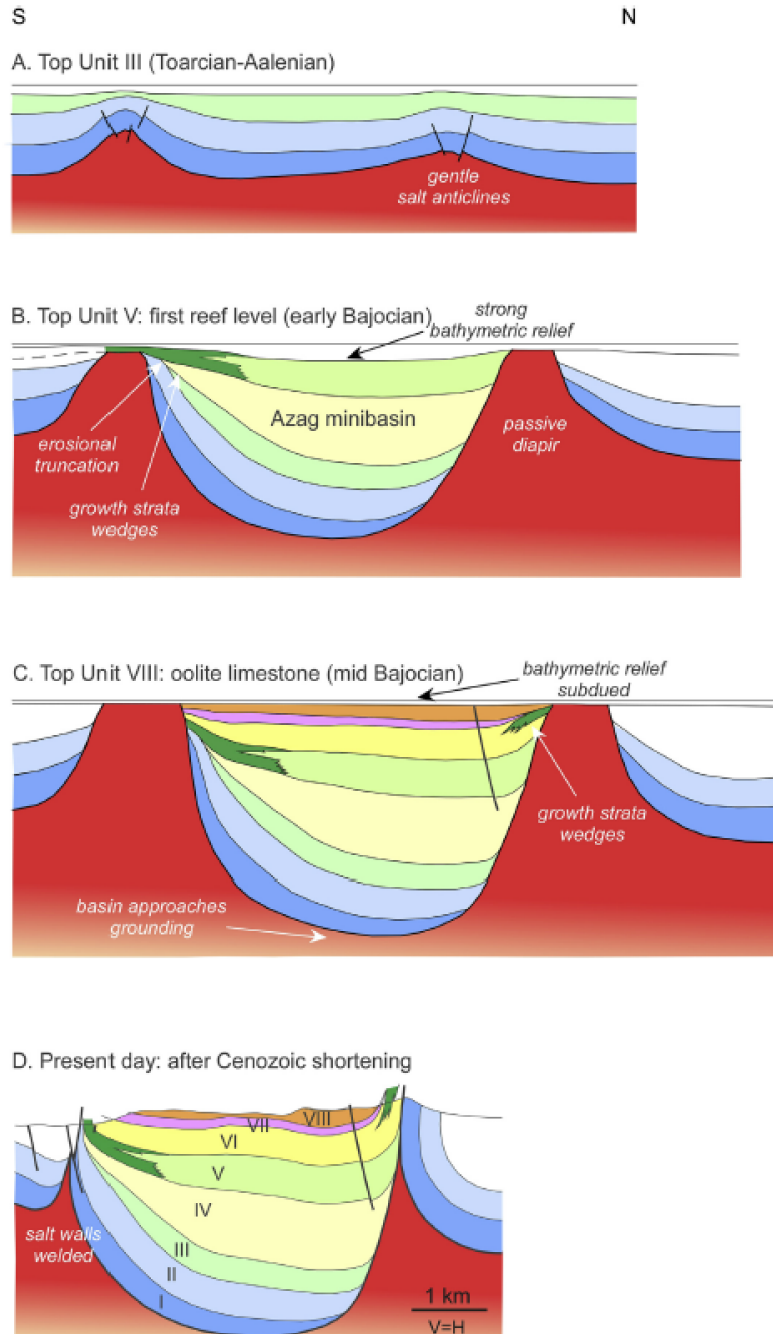 S
N
A. Top Unit III (Toarcian-Aalenian)
gentle
salt anticlines
B. Top Unit V: first reef level (early Bajocian)
strong
bathymetric relief
Azag minibasin
erosional
truncation
passive
diapir
growth strata
wedges
C. Top Unit VIII: oolite limestone (mid Bajocian)
bathymetric relief
subdued
growth strata
wedges
basin approaches
grounding
D. Present day: after Cenozoic shortening
VIII
VII
VI
V
IV
salt walls
welded
III
II
I
1 km
V=H